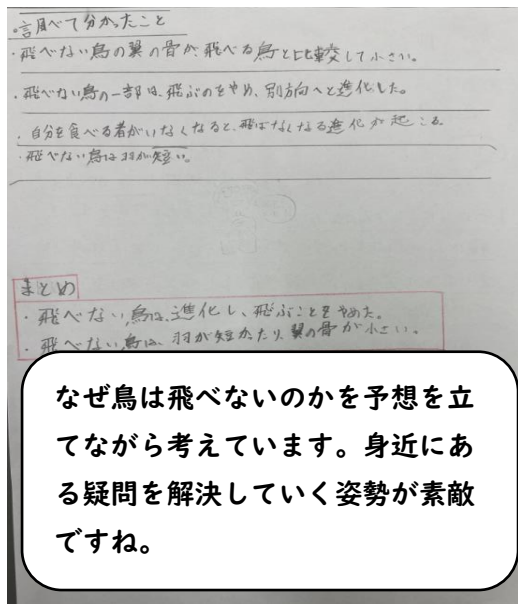 ・調べて分かったこと
・飛べない鳥の翼の骨が飛べる鳥と比較して小さい。
・飛べない鳥の一部は、飛ぶのをやめ、別方向へと進化した。
・自分を食べる者がいなくなると、飛ばなくなる進化が起こる。
・飛べない鳥は羽が短い。
まとめ
・飛べない鳥は、進化し、飛ぶことをやめた。
・飛べない鳥は、羽が短かたり、翼の骨が小さい。
なぜ鳥は飛べないのかを予想を立
てながら考えています。身近にあ
る疑問を解決していく姿勢が素敵
ですね。